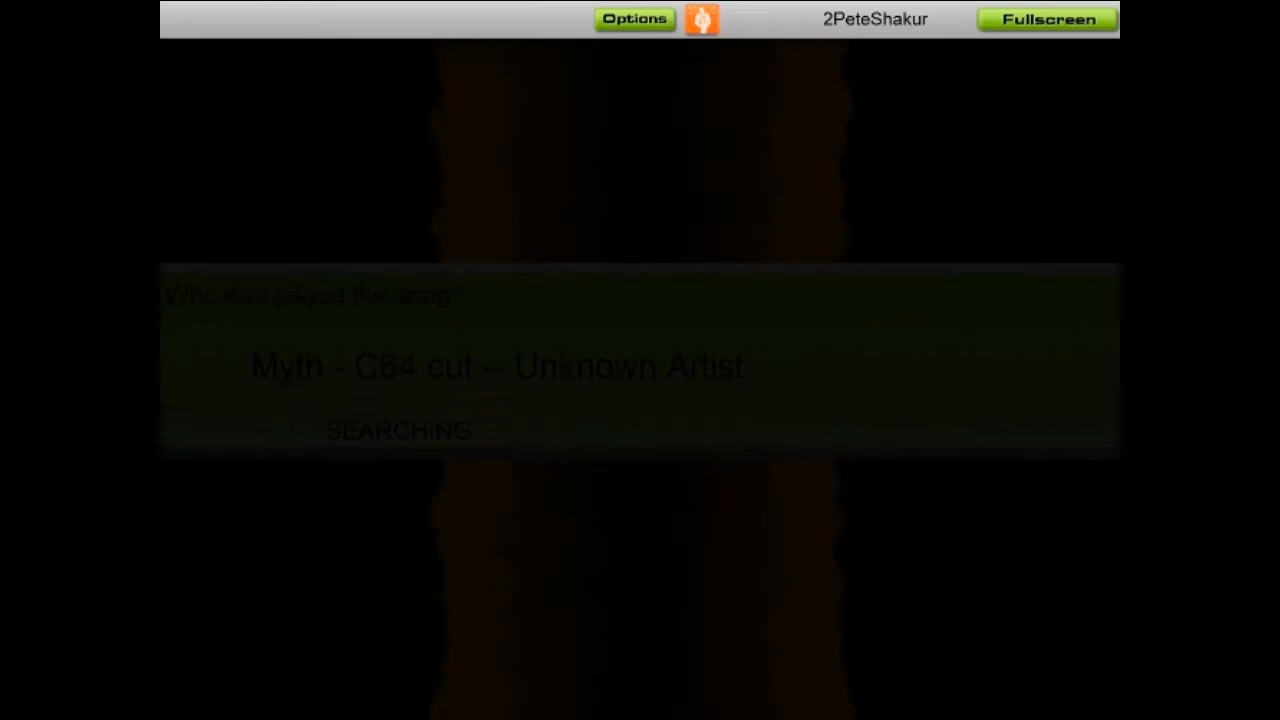 Options
2PeteShakur
Fullscreen
Who else played this song?
Myth - C64 cut -- Unknown Artist
SEARCHING...